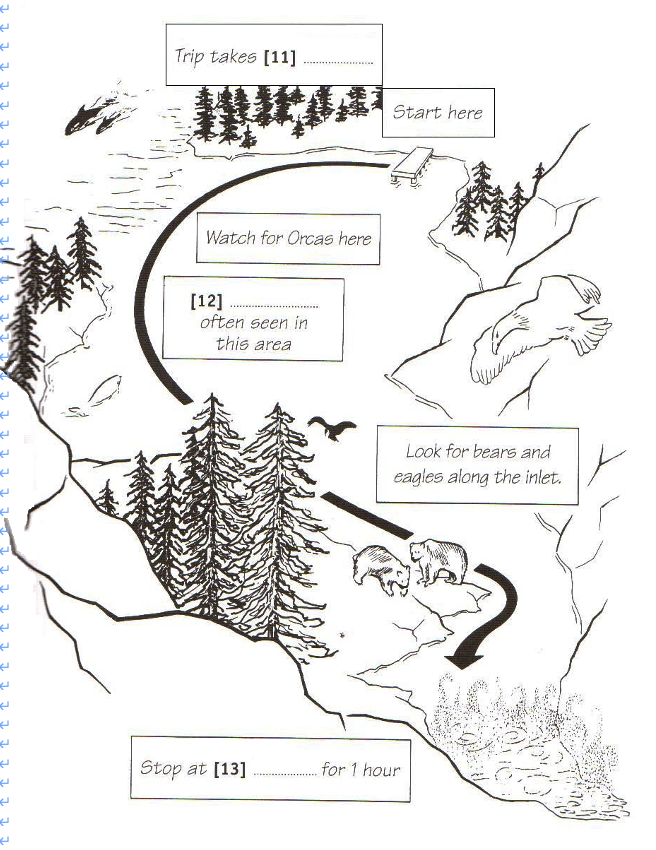 Trip takes [11] ........................
Start here
Watch for Orcas here
[12] ..............................
often seen in
this area
Look for bears and
eagles along the inlet.
Stop at [13] ..................... for 1 hour